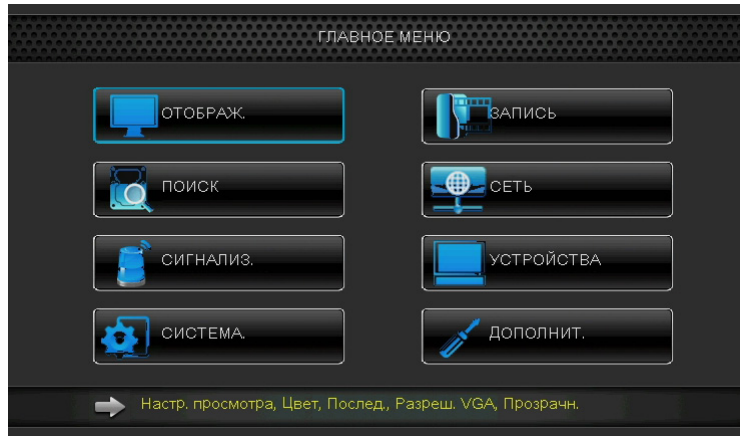 ГЛАВНОЕ МЕНЮ
ОТОБРАЖ.
ЗАПИСЬ
ПОИСК
СЕТЬ
СИГНАЛИЗ.
УСТРОЙСТВА
СИСТЕМА.
ДОПОЛНИТ.
Настр. просмотра, Цвет, Послед., Разреш. VGA, Прозрачн.